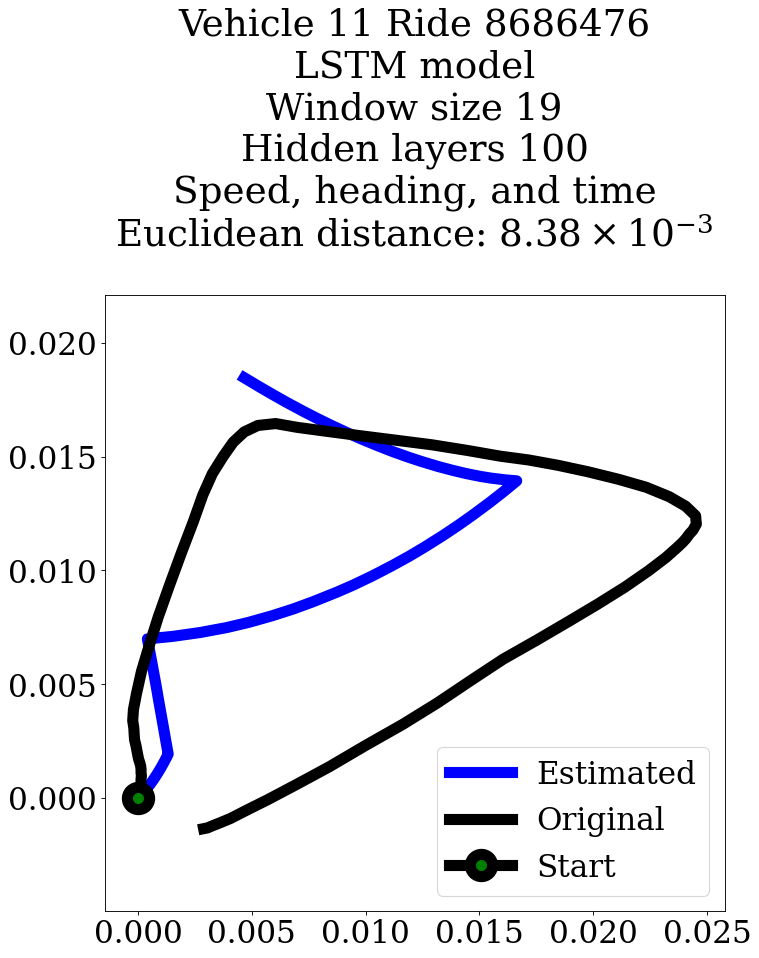 Vehicle 11 Ride 8686476
LSTM model
Window size 19
Hidden layers 100
Speed, heading, and time
Euclidean distance: 8.38 × 10⁻³
0.020
0.015
0.010
0.005
0.000
Estimated
Original
Start
0.000 0.005 0.010 0.015 0.020 0.025